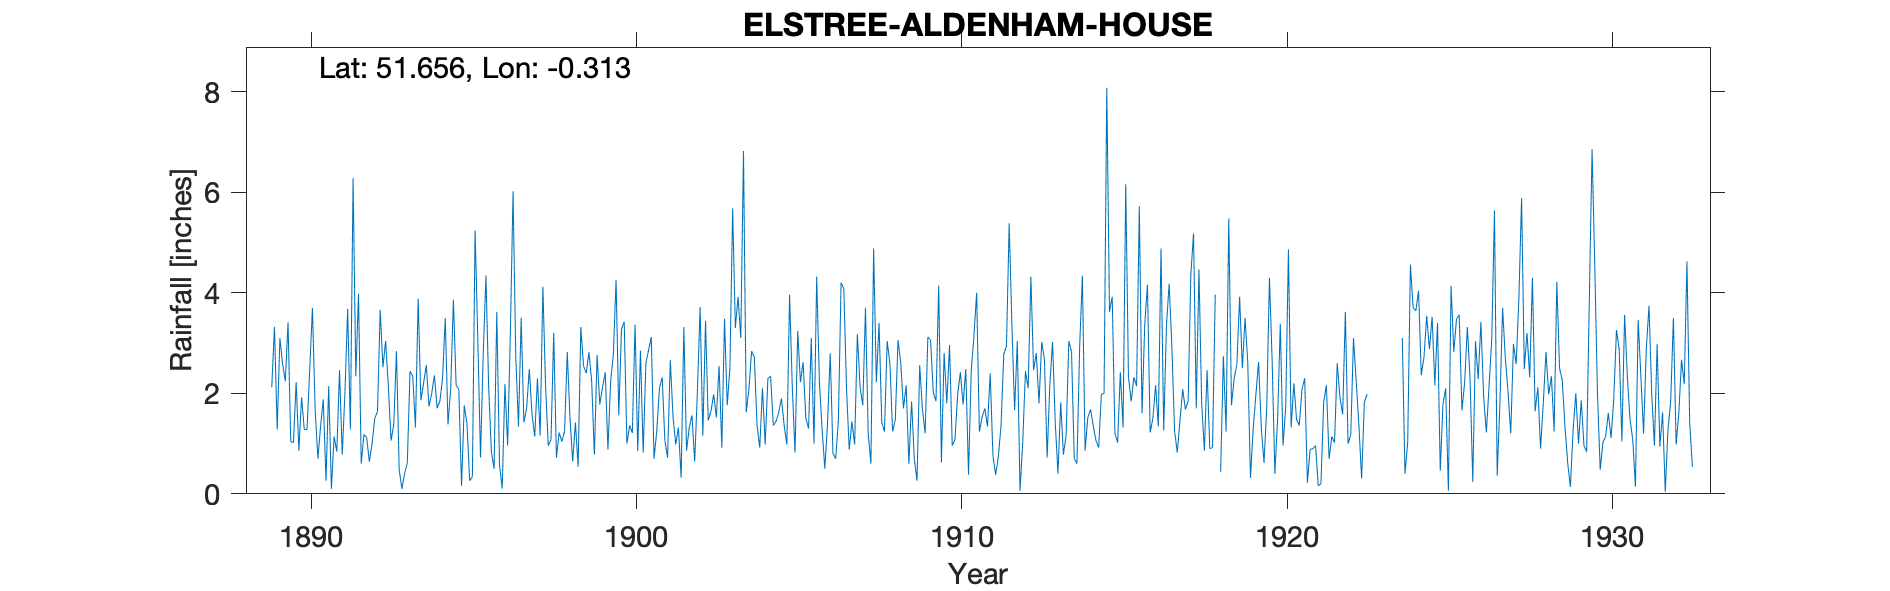 ELSTREE-ALDENHAM-HOUSE
Lat: 51.656, Lon: -0.313
Rainfall [inches]
8
6
4
2
0
1890 1900 1910 1920 1930
Year